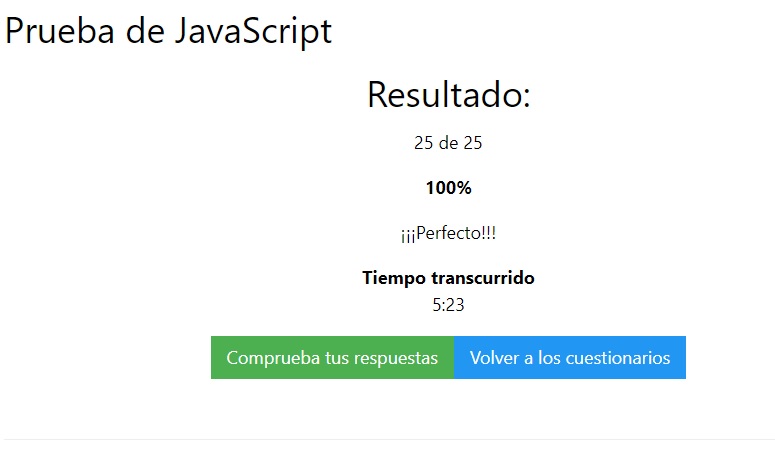 Prueba de JavaScript
Resultado:
25 de 25
100%
¡¡¡Perfecto!!!
Tiempo transcurrido
5:23
Comprueba tus respuestas
Volver a los cuestionarios